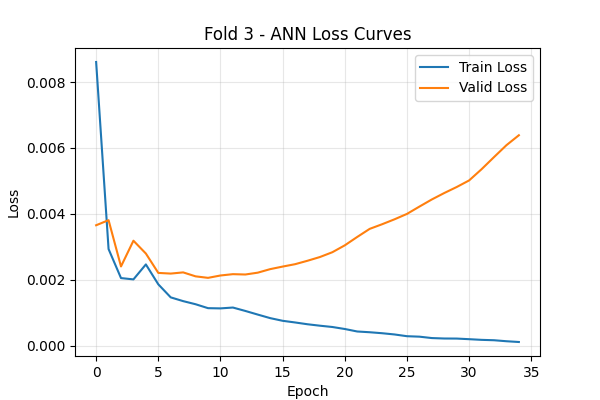 Fold 3 - ANN Loss Curves
Train Loss
Valid Loss
0.008
0.006
0.004
0.002
0.000
Loss
0 5 10 15 20 25 30 35
Epoch